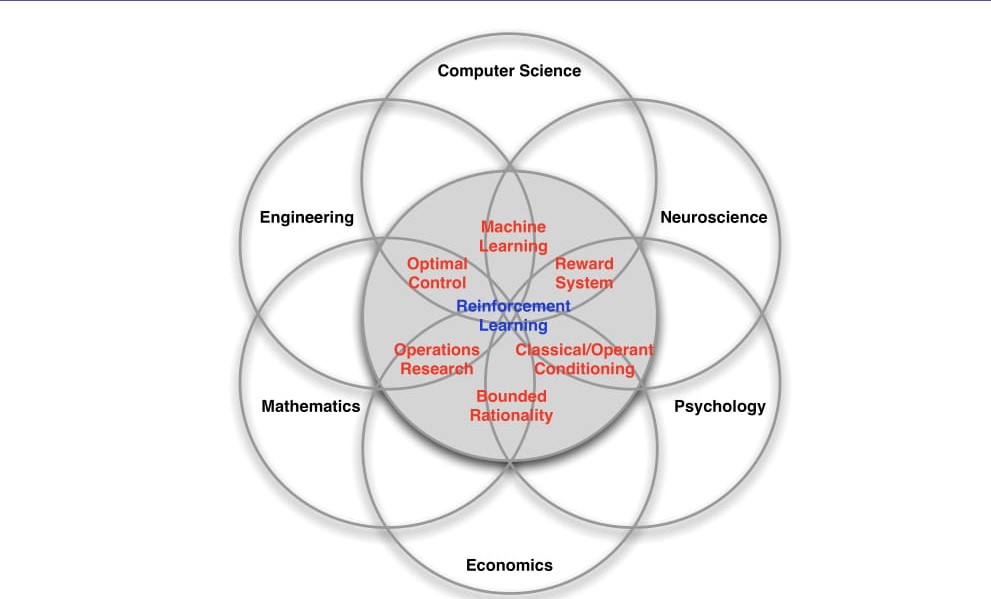 Computer Science
Engineering
Neuroscience
Machine
Learning
Optimal
Control
Reward
System
Reinforcement
Learning
Operations
Research
Classical/Operant
Conditioning
Bounded
Rationality
Mathematics
Psychology
Economics